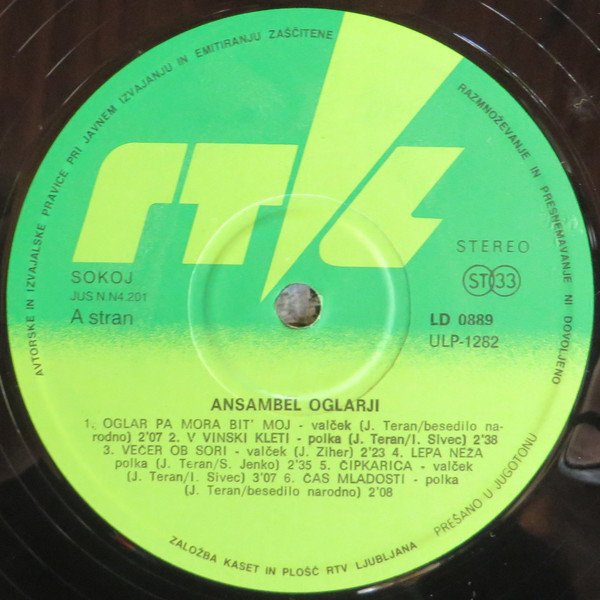 AVTORSKE IN IZVAJALSKE PRAVICE PRI JAVNEM IZVAJANJU IN EMITIRANJU ZAŠČITENE
RAZMNOŽEVANJE IN PRESNEMAVANJE NI DOVOLJENO
RTL
STEREO
SOKOJ
JUS N.N4.201
ST 33
A stran
LD 0889
ULP-1282
ANSAMBEL OGLARJI
1. OGLAR PA MORA BIT' MOJ - valček (J. Teran/besedilo na-
rodno) 2'07 2. V VINSKI KLETI - polka (J. Teran/I. Sivec) 2'38
3. VEČER OB SORI - valček (J. Ziher) 2'23 4. LEPA NEŽA
polka (J. Teran/S. Jenko) 2'35 5. ČIPKARICA - valček
(J. Teran/I. Sivec) 3'07 6. ČAS MLADOSTI - polka
(J. Teran/besedilo narodno) 2'08
ZALOŽBA KASET IN PLOŠČ RTV LJUBLJANA
PREŠANO U JUGOTONU